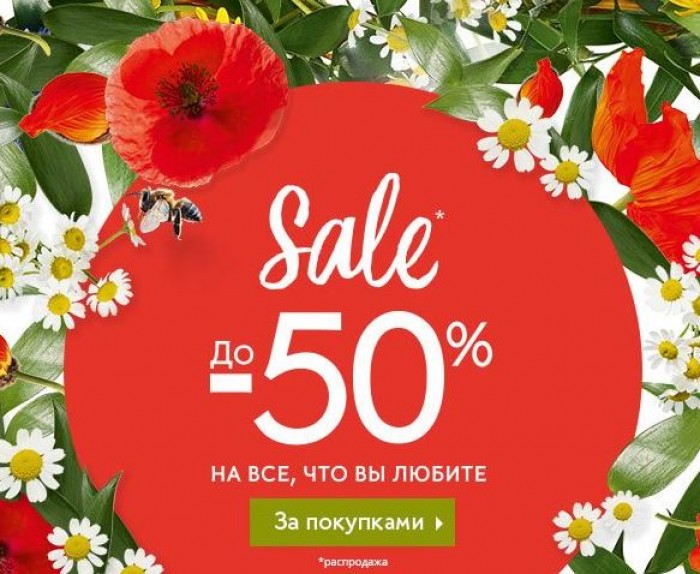 Sale*
до
-50%
НА ВСЕ, ЧТО ВЫ ЛЮБИТЕ
За покупками
*распродажа